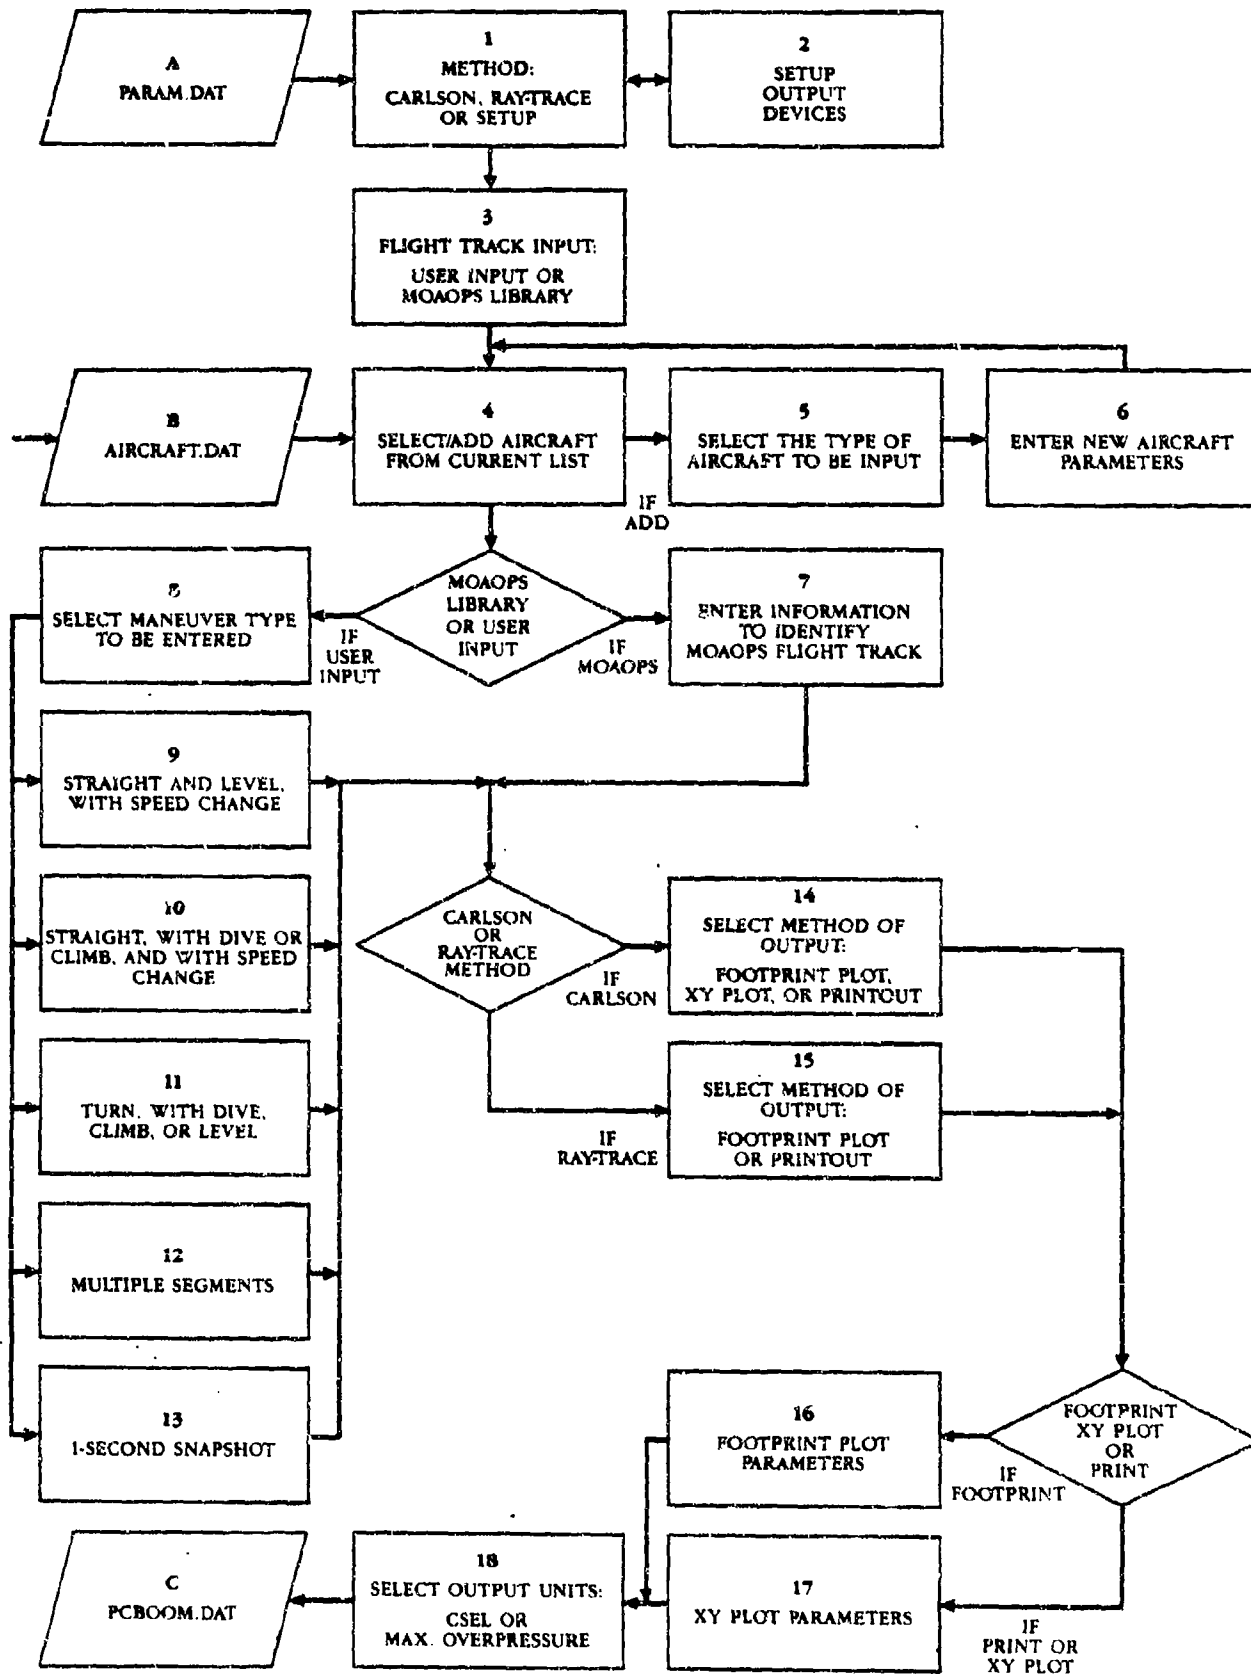 A
PARAM.DAT
1
METHOD:
CARLSON, RAY-TRACE
OR SETUP
2
SETUP
OUTPUT
DEVICES
3
FLIGHT TRACK INPUT:
USER INPUT OR
MOAOPS LIBRARY
B
AIRCRAFT.DAT
4
SELECT/ADD AIRCRAFT
FROM CURRENT LIST
IF
ADD
5
SELECT THE TYPE OF
AIRCRAFT TO BE INPUT
6
ENTER NEW AIRCRAFT
PARAMETERS
8
SELECT MANEUVER TYPE
TO BE ENTERED
IF
USER
INPUT
MOAOPS
LIBRARY
OR USER
INPUT
IF
MOAOPS
7
ENTER INFORMATION
TO IDENTIFY
MOAOPS FLIGHT TRACK
9
STRAIGHT AND LEVEL,
WITH SPEED CHANGE
10
STRAIGHT, WITH DIVE OR
CLIMB, AND WITH SPEED
CHANGE
CARLSON
OR
RAY-TRACE
METHOD
IF
CARLSON
14
SELECT METHOD OF
OUTPUT:
FOOTPRINT PLOT,
XY PLOT, OR PRINTOUT
11
TURN, WITH DIVE,
CLIMB, OR LEVEL
IF
RAY-TRACE
15
SELECT METHOD OF
OUTPUT:
FOOTPRINT PLOT
OR PRINTOUT
12
MULTIPLE SEGMENTS
13
1-SECOND SNAPSHOT
16
FOOTPRINT PLOT
PARAMETERS
FOOTPRINT
XY PLOT
OR
PRINT
IF
FOOTPRINT
C
PCBOOM.DAT
18
SELECT OUTPUT UNITS:
CSEL OR
MAX. OVERPRESSURE
17
XY PLOT PARAMETERS
IF
PRINT OR
XY PLOT